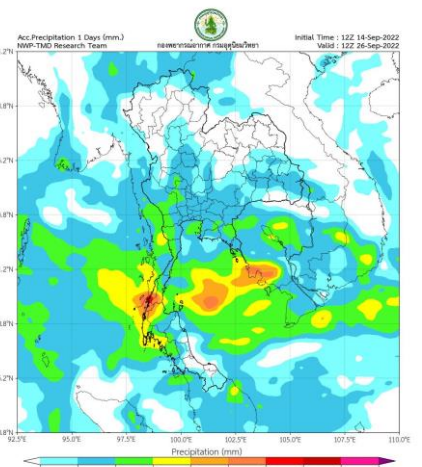 Acc.Precipitation 1 Days (mm.)
NWP-TMD Research Team
กองพยากรณ์อากาศ กรมอุตุนิยมวิทยา
Initial Time : 12Z 14-Sep-2022
Valid : 12Z 26-Sep-2022
92.5°E 95.0°E 97.5°E 100.0°E 102.5°E 105.0°E 107.5°E 110.0°E
Precipitation (mm)